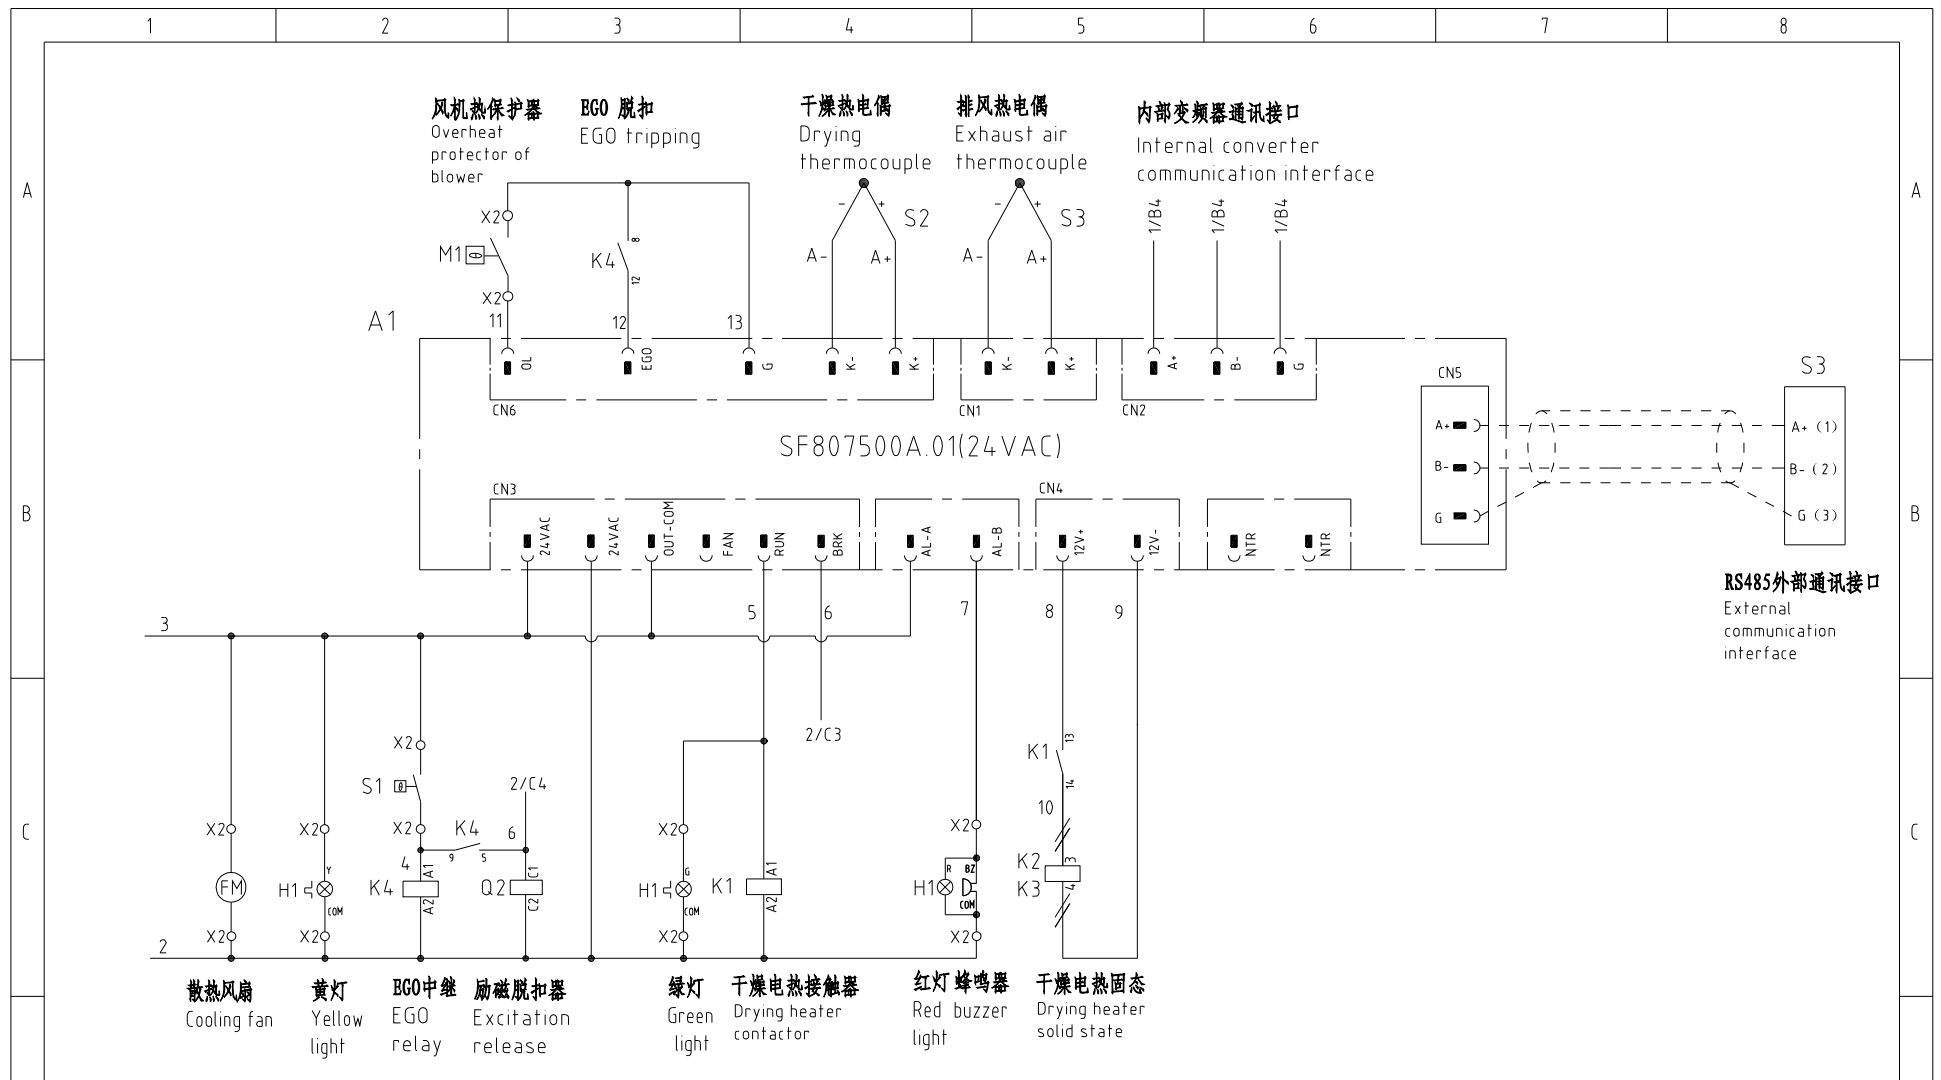 1 2 3 4 5 6 7 8
风机热保护器
Overheat
protector of
blower
EGO 脱扣
EGO tripping
干燥热电偶
Drying
thermocouple
排风热电偶
Exhaust air
thermocouple
内部变频器通讯接口
Internal converter
communication interface
A
A
X2
M1 θ
X2
K4
8
12
- +
S2
A- A+
- +
S3
A- A+
1/B4
1/B4
1/B4
A1
11
12
13
OL
EGO
G
K-
K+
K-
K+
A+
B-
G
CN6
CN1
CN2
CN5
A+
B-
G
S3
A+ (1)
B- (2)
G (3)
SF807500A.01(24VAC)
B
B
CN3
24VAC
24VAC
OUT-COM
FAN
RUN
BRK
AL-A
AL-B
CN4
12V+
12V-
NTR
NTR
RS485外部通讯接口
External
communication
interface
3
5
6
7
8
9
2/C3
C
C
X2
FM
X2
X2
Y
H1
COM
X2
X2
S1 θ
X2
4
K4
A1
A2
K4
9 5
2/C4
6
Q2
C1
C2
X2
G
H1
COM
X2
K1
A1
A2
X2
R BZ
H1
COM
X2
K1
13
14
10
K2
K3
3
4
2
散热风扇
Cooling fan
黄灯
Yellow
light
EGO中继
EGO
relay
励磁脱扣器
Excitation
release
绿灯
Green
light
干燥电热接触器
Drying heater
contactor
红灯 蜂鸣器
Red buzzer
light
干燥电热固态
Drying heater
solid state